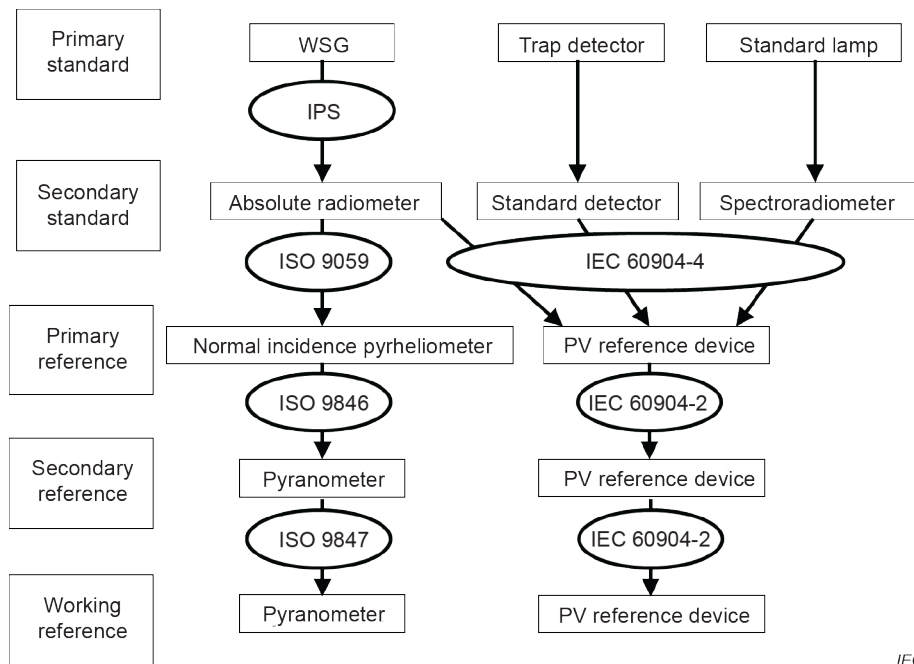 Primary
standard
WSG
Trap detector
Standard lamp
IPS
Secondary
standard
Absolute radiometer
Standard detector
Spectroradiometer
ISO 9059
IEC 60904-4
Primary
reference
Normal incidence pyrheliometer
PV reference device
ISO 9846
IEC 60904-2
Secondary
reference
Pyranometer
PV reference device
ISO 9847
IEC 60904-2
Working
reference
Pyranometer
PV reference device